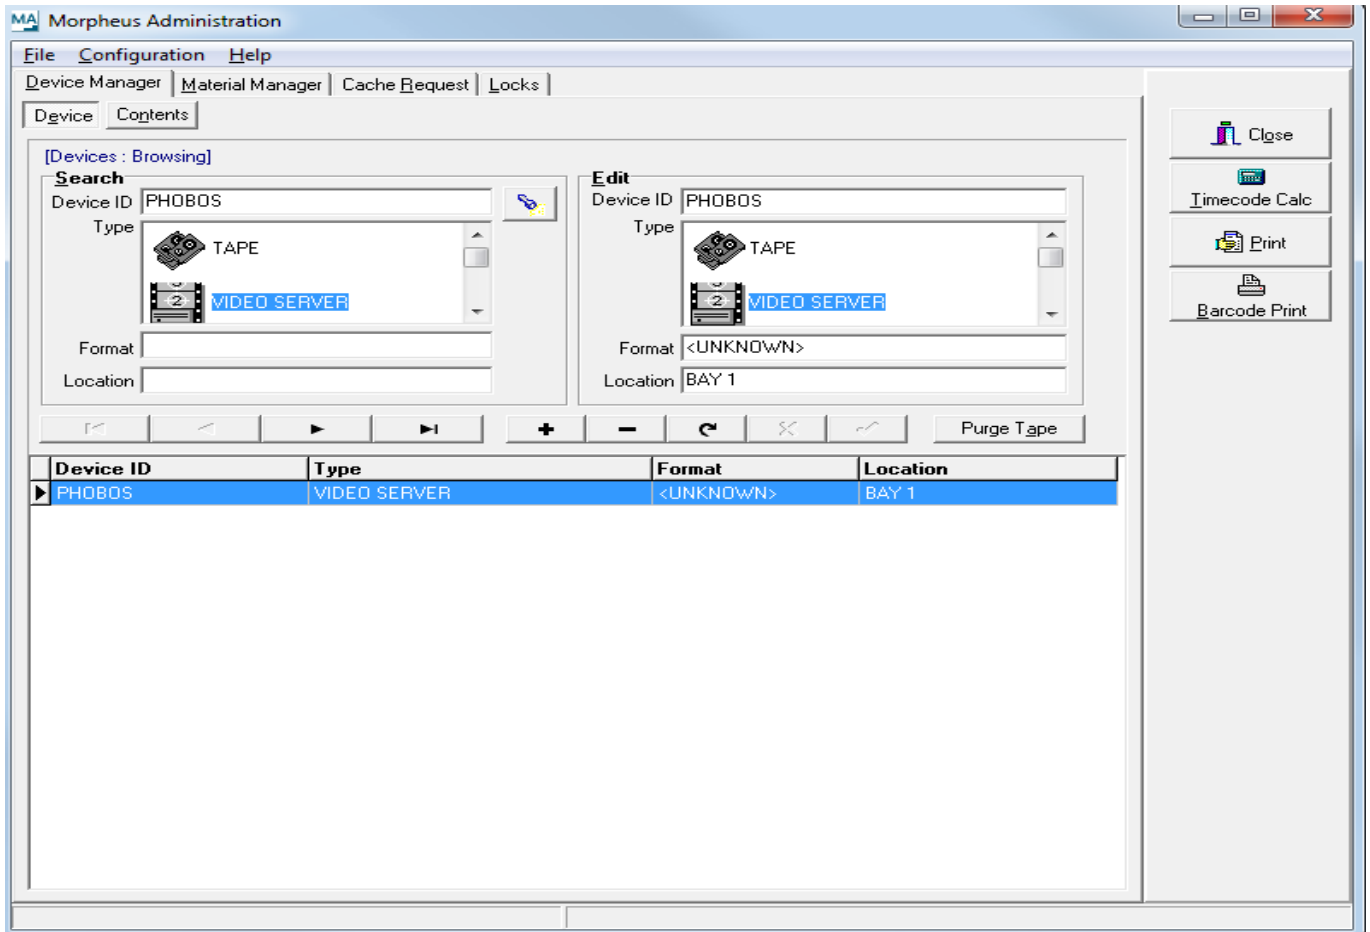 MA Morpheus Administration
File Configuration Help
Device Manager Material Manager Cache Request Locks
Device Contents
[Devices : Browsing]
Search
Device ID PHOBOS
Type
TAPE
VIDEO SERVER
Format
Location
Edit
Device ID PHOBOS
Type
TAPE
VIDEO SERVER
Format <UNKNOWN>
Location BAY 1
Purge Tape
Device ID Type Format Location
PHOBOS VIDEO SERVER <UNKNOWN> BAY 1
Close
Timecode Calc
Print
Barcode Print